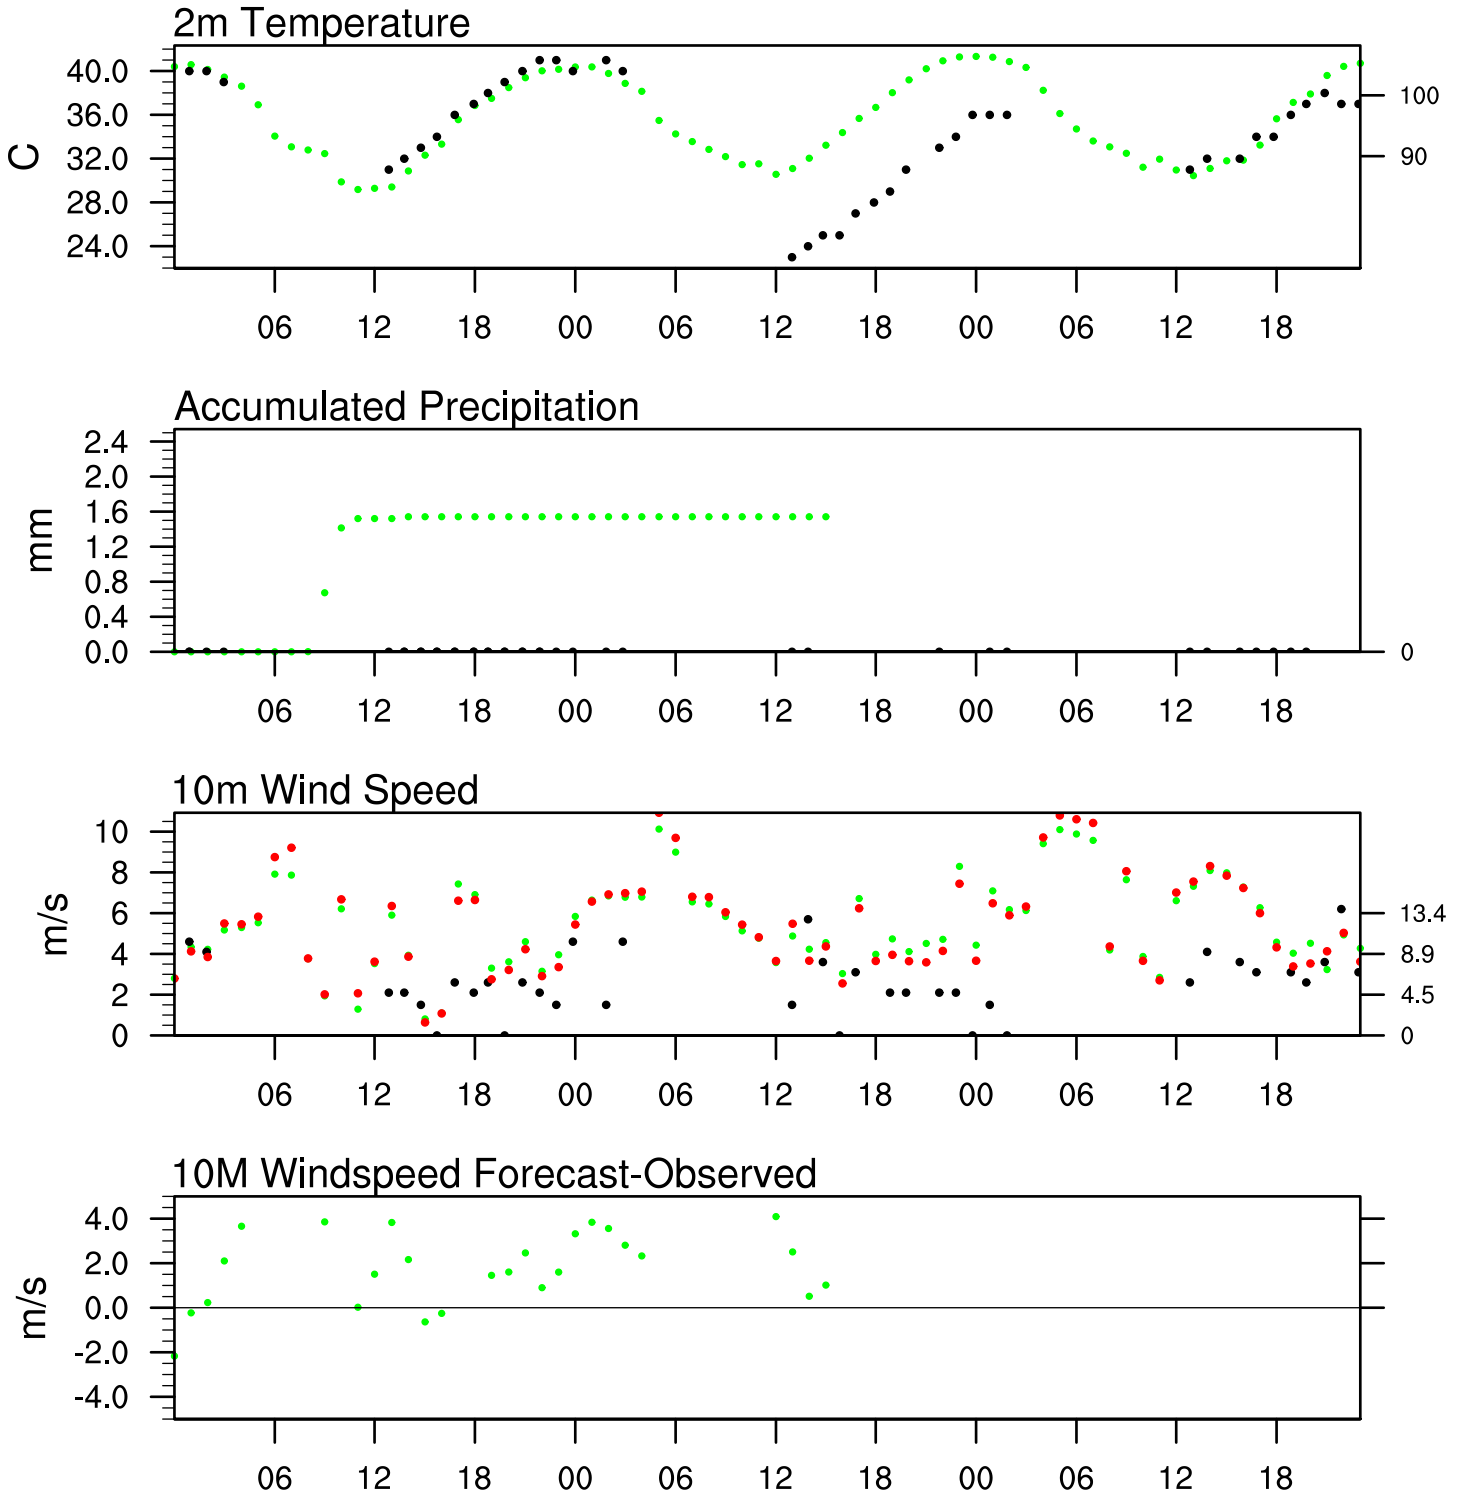 2m Temperature
40.0
36.0
32.0
28.0
24.0
C
100
90
06 12 18 00 06 12 18 00 06 12 18
Accumulated Precipitation
2.4
2.0
1.6
1.2
0.8
0.4
0.0
mm
0
06 12 18 00 06 12 18 00 06 12 18
10m Wind Speed
10
8
6
4
2
0
m/s
13.4
8.9
4.5
0
06 12 18 00 06 12 18 00 06 12 18
10M Windspeed Forecast-Observed
4.0
2.0
0.0
-2.0
-4.0
m/s
06 12 18 00 06 12 18 00 06 12 18